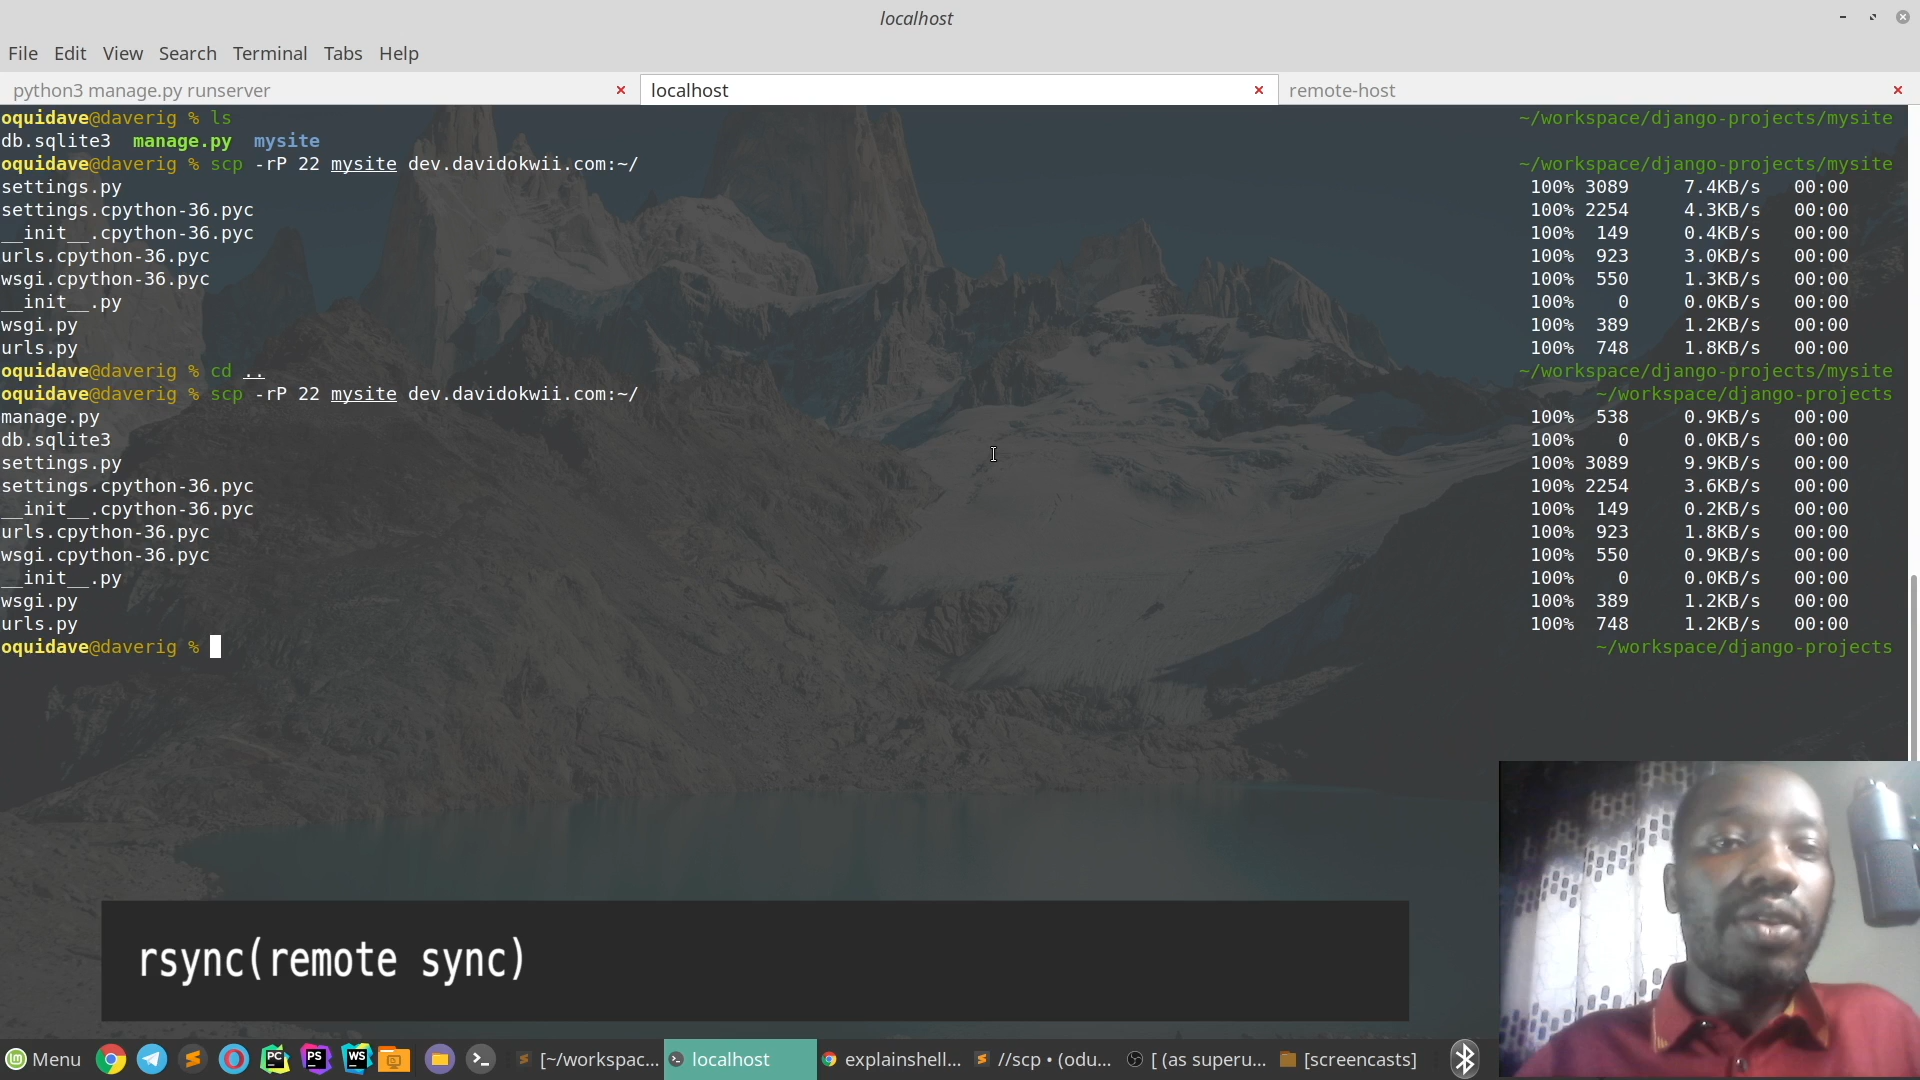 localhost
File Edit View Search Terminal Tabs Help
python3 manage.py runserver localhost remote-host
oquidave@daverig % ls ~/workspace/django-projects/mysite
db.sqlite3 manage.py mysite
oquidave@daverig % scp -rP 22 mysite dev.davidokwii.com:~/ ~/workspace/django-projects/mysite
settings.py 100% 3089 7.4KB/s 00:00
settings.cpython-36.pyc 100% 2254 4.3KB/s 00:00
__init__.cpython-36.pyc 100% 149 0.4KB/s 00:00
urls.cpython-36.pyc 100% 923 3.0KB/s 00:00
wsgi.cpython-36.pyc 100% 550 1.3KB/s 00:00
__init__.py 100% 0 0.0KB/s 00:00
wsgi.py 100% 389 1.2KB/s 00:00
urls.py 100% 748 1.8KB/s 00:00
oquidave@daverig % cd .. ~/workspace/django-projects/mysite
oquidave@daverig % scp -rP 22 mysite dev.davidokwii.com:~/ ~/workspace/django-projects
manage.py 100% 538 0.9KB/s 00:00
db.sqlite3 100% 0 0.0KB/s 00:00
settings.py 100% 3089 9.9KB/s 00:00
settings.cpython-36.pyc 100% 2254 3.6KB/s 00:00
__init__.cpython-36.pyc 100% 149 0.2KB/s 00:00
urls.cpython-36.pyc 100% 923 1.8KB/s 00:00
wsgi.cpython-36.pyc 100% 550 0.9KB/s 00:00
__init__.py 100% 0 0.0KB/s 00:00
wsgi.py 100% 389 1.2KB/s 00:00
urls.py 100% 748 1.2KB/s 00:00
oquidave@daverig % ~/workspace/django-projects
rsync(remote sync)
Menu PC PS WS [~/workspac... localhost explainshell... //scp • (odu... [ (as superu... [screencasts]